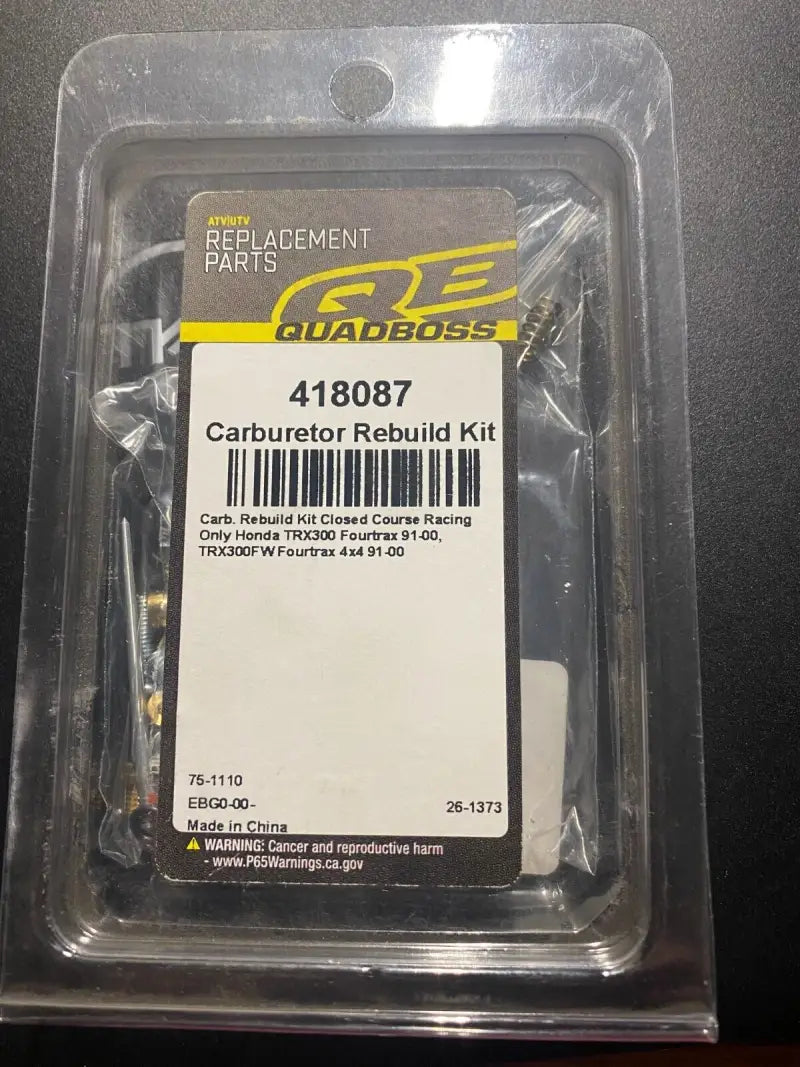 ATV|UTV
REPLACEMENT
PARTS
QB
QUADBOSS
418087
Carburetor Rebuild Kit
Carb. Rebuild Kit Closed Course Racing
Only Honda TRX300 Fourtrax 91-00,
TRX300FW Fourtrax 4x4 91-00
75-1110
EBG0-00-
26-1373
Made in China
WARNING: Cancer and reproductive harm
- www.P65Warnings.ca.gov